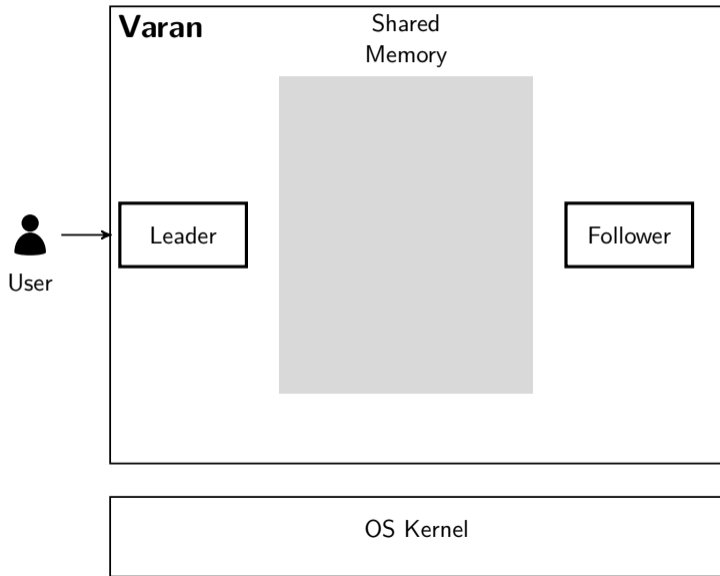 Varan
Shared
Memory
Leader
Follower
User
OS Kernel